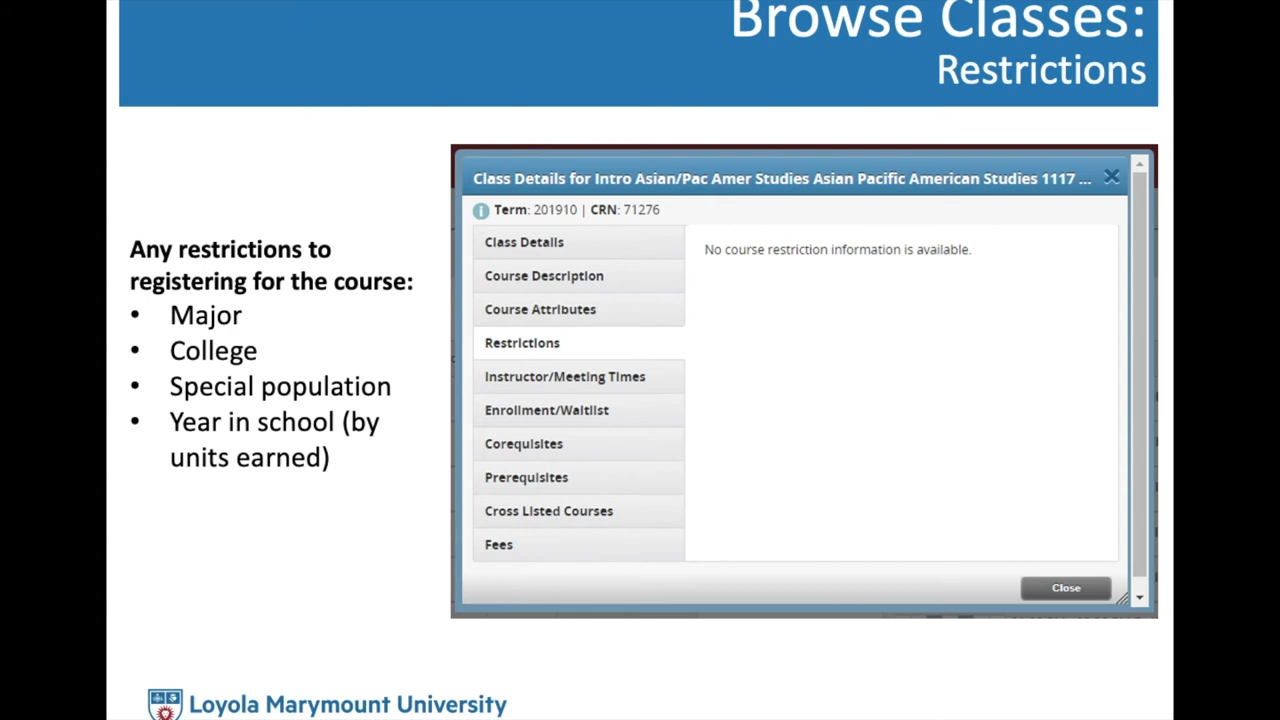 Browse Classes:
Restrictions
Any restrictions to
registering for the course:
• Major
• College
• Special population
• Year in school (by
units earned)
Class Details for Intro Asian/Pac Amer Studies Asian Pacific American Studies 1117 ...
Term: 201910 | CRN: 71276
Class Details
Course Description
Course Attributes
Restrictions
Instructor/Meeting Times
Enrollment/Waitlist
Corequisites
Prerequisites
Cross Listed Courses
Fees
No course restriction information is available.
Close
Loyola Marymount University